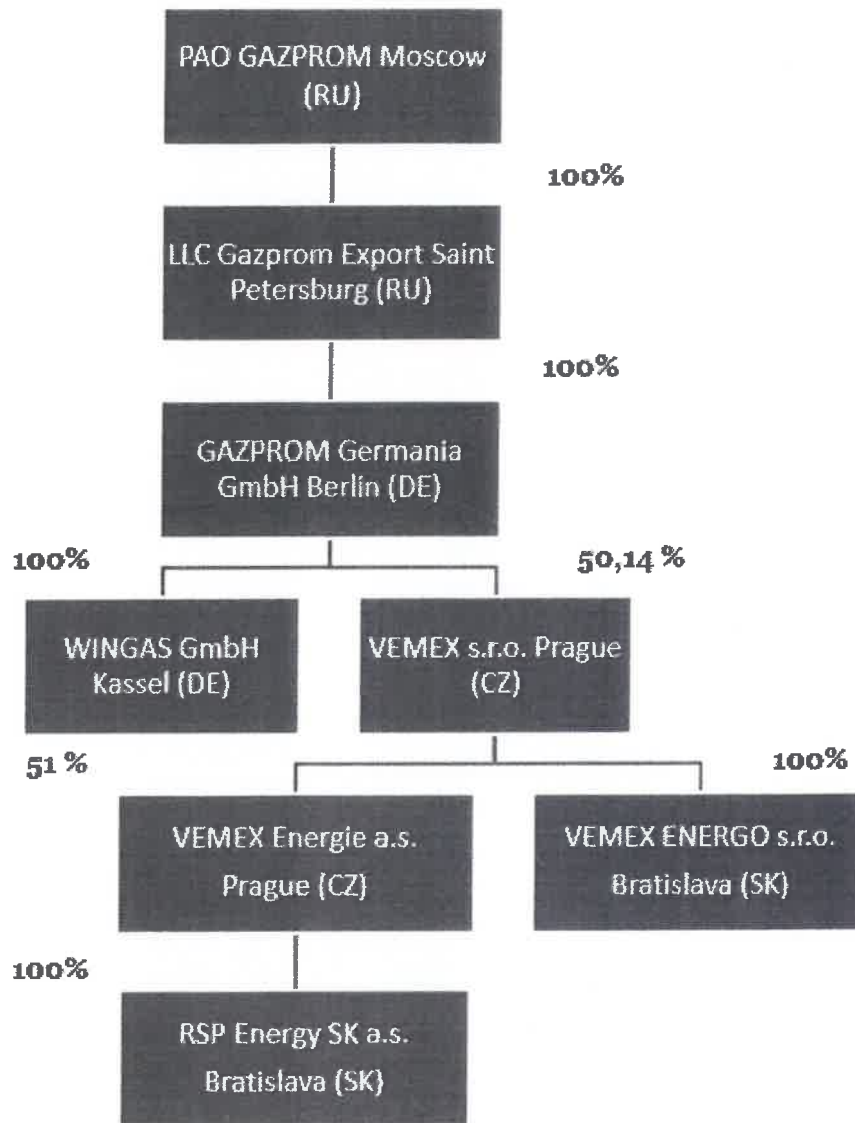 PAO GAZPROM Moscow
(RU)
100%
LLC Gazprom Export Saint
Petersburg (RU)
100%
GAZPROM Germania
GmbH Berlin (DE)
100%
50,14 %
WINGAS GmbH
Kassel (DE)
VEMEX s.r.o. Prague
(CZ)
51 %
100%
VEMEX Energie a.s.
Prague (CZ)
VEMEX ENERGO s.r.o.
Bratislava (SK)
100%
RSP Energy SK a.s.
Bratislava (SK)